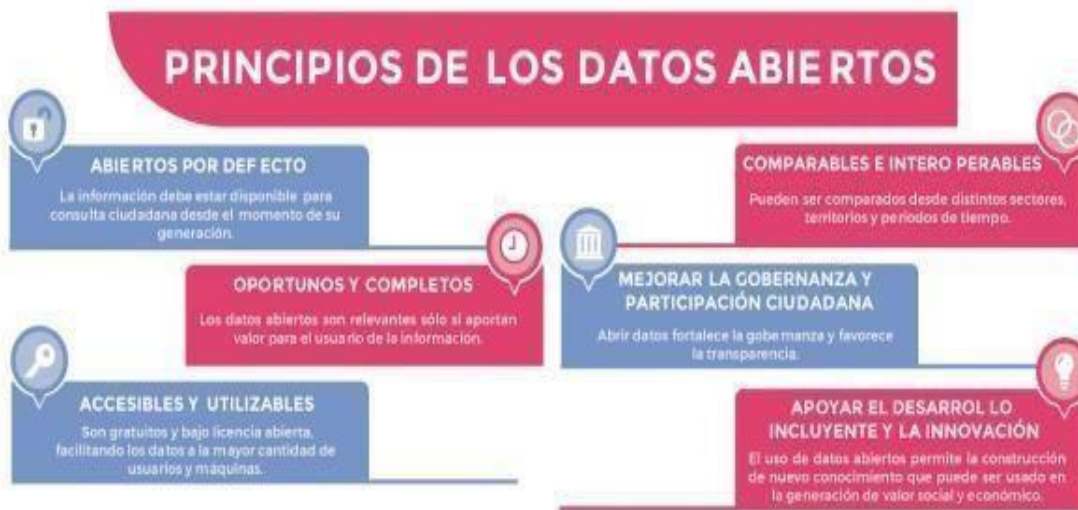 PRINCIPIOS DE LOS DATOS ABIERTOS
ABIERTOS POR DEFECTO
La información debe estar disponible para
consulta ciudadana desde el momento de su
generación.
OPORTUNOS Y COMPLETOS
Los datos abiertos son relevantes sólo si aportan
valor para el usuario de la información.
ACCESIBLES Y UTILIZABLES
Son gratuitos y bajo licencia abierta,
facilitando los datos a la mayor cantidad de
usuarios y máquinas.
COMPARABLES E INTERO PERABLES
Pueden ser comparados desde distintos sectores,
territorios y periodos de tiempo.
MEJORAR LA GOBERNANZA Y
PARTICIPACIÓN CIUDADANA
Abrir datos fortalece la gobernanza y favorece
la transparencia.
APOYAR EL DESARROL LO
INCLUYENTE Y LA INNOVACIÓN
El uso de datos abiertos permite la construcción
de nuevo conocimiento que puede ser usado en
la generación de valor social y económico.